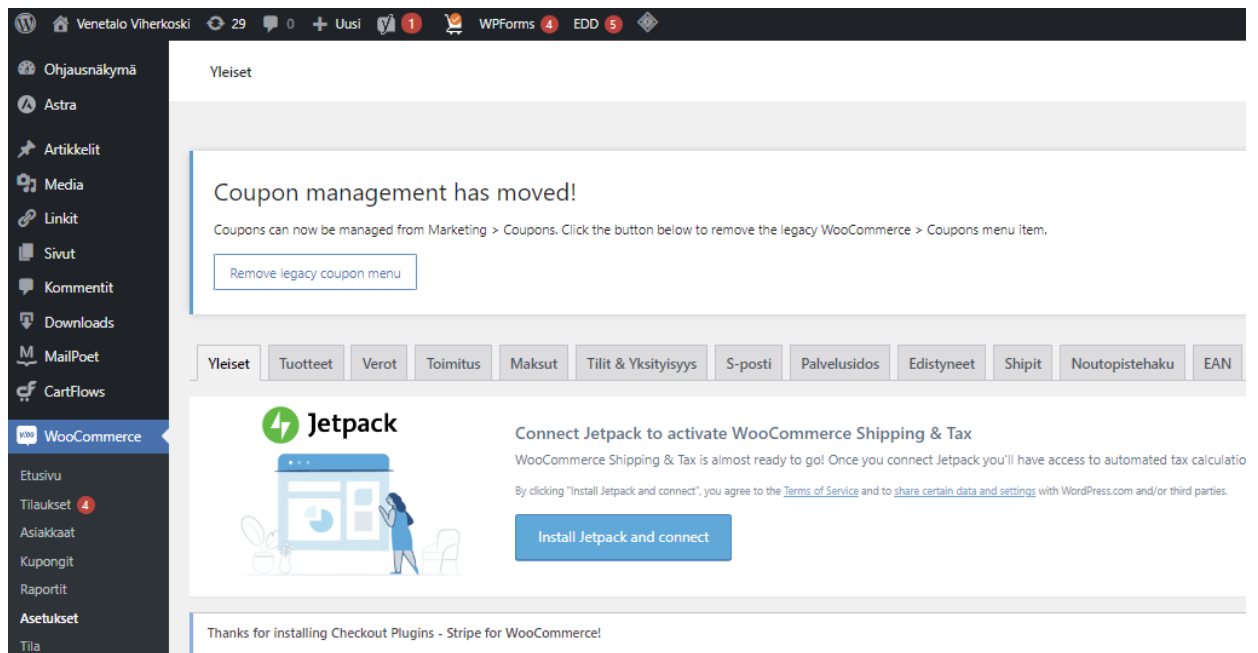 Venetalo Viherkoski 29 0 Uusi 1 WPForms 4 EDD 5
Ohjausnäkymä
Astra
Artikkelit
Media
Linkit
Sivut
Kommentit
Downloads
MailPoet
CartFlows
WooCommerce
Etusivu
Tilaukset 4
Asiakkaat
Kupongit
Raportit
Asetukset
Tila
Yleiset
Coupon management has moved!
Coupons can now be managed from Marketing > Coupons. Click the button below to remove the legacy WooCommerce > Coupons menu item.
Remove legacy coupon menu
Yleiset Tuotteet Verot Toimitus Maksut Tilit & Yksityisyys S-posti Palvelusidos Edistyneet Shipit Noutopistehaku EAN
Jetpack
Connect Jetpack to activate WooCommerce Shipping & Tax
WooCommerce Shipping & Tax is almost ready to go! Once you connect Jetpack you'll have access to automated tax calculatio
By clicking "Install Jetpack and connect", you agree to the Terms of Service and to share certain data and settings with WordPress.com and/or third parties.
Install Jetpack and connect
Thanks for installing Checkout Plugins - Stripe for WooCommerce!